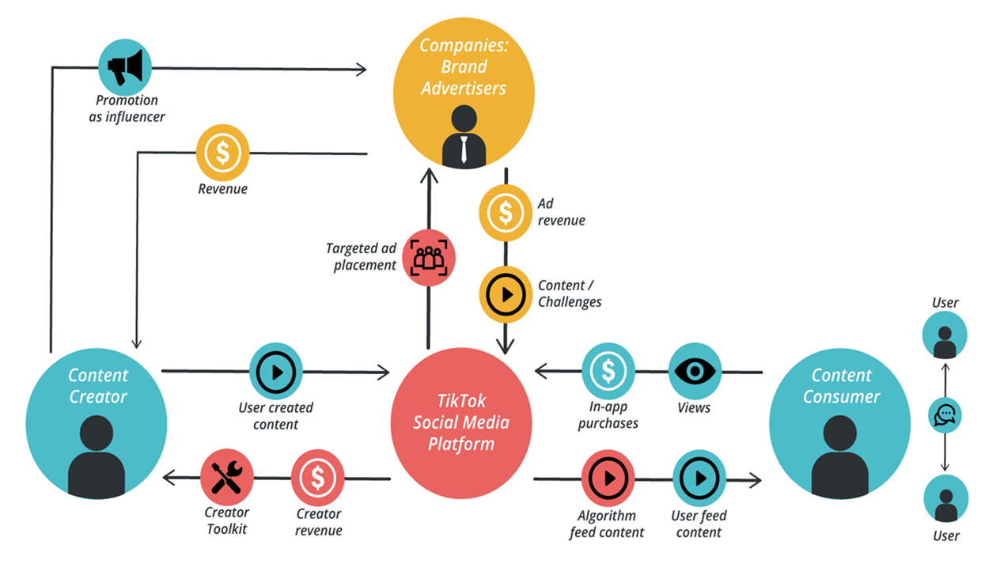 Companies:
Brand
Advertisers
Promotion
as influencer
$
Revenue
$
Ad
revenue
Targeted ad
placement
Content /
Challenges
User
Content
Creator
User created
content
TikTok
Social Media
Platform
$
In-app
purchases
Views
Content
Consumer
Creator
Toolkit
$
Creator
revenue
Algorithm
feed content
User feed
content
User